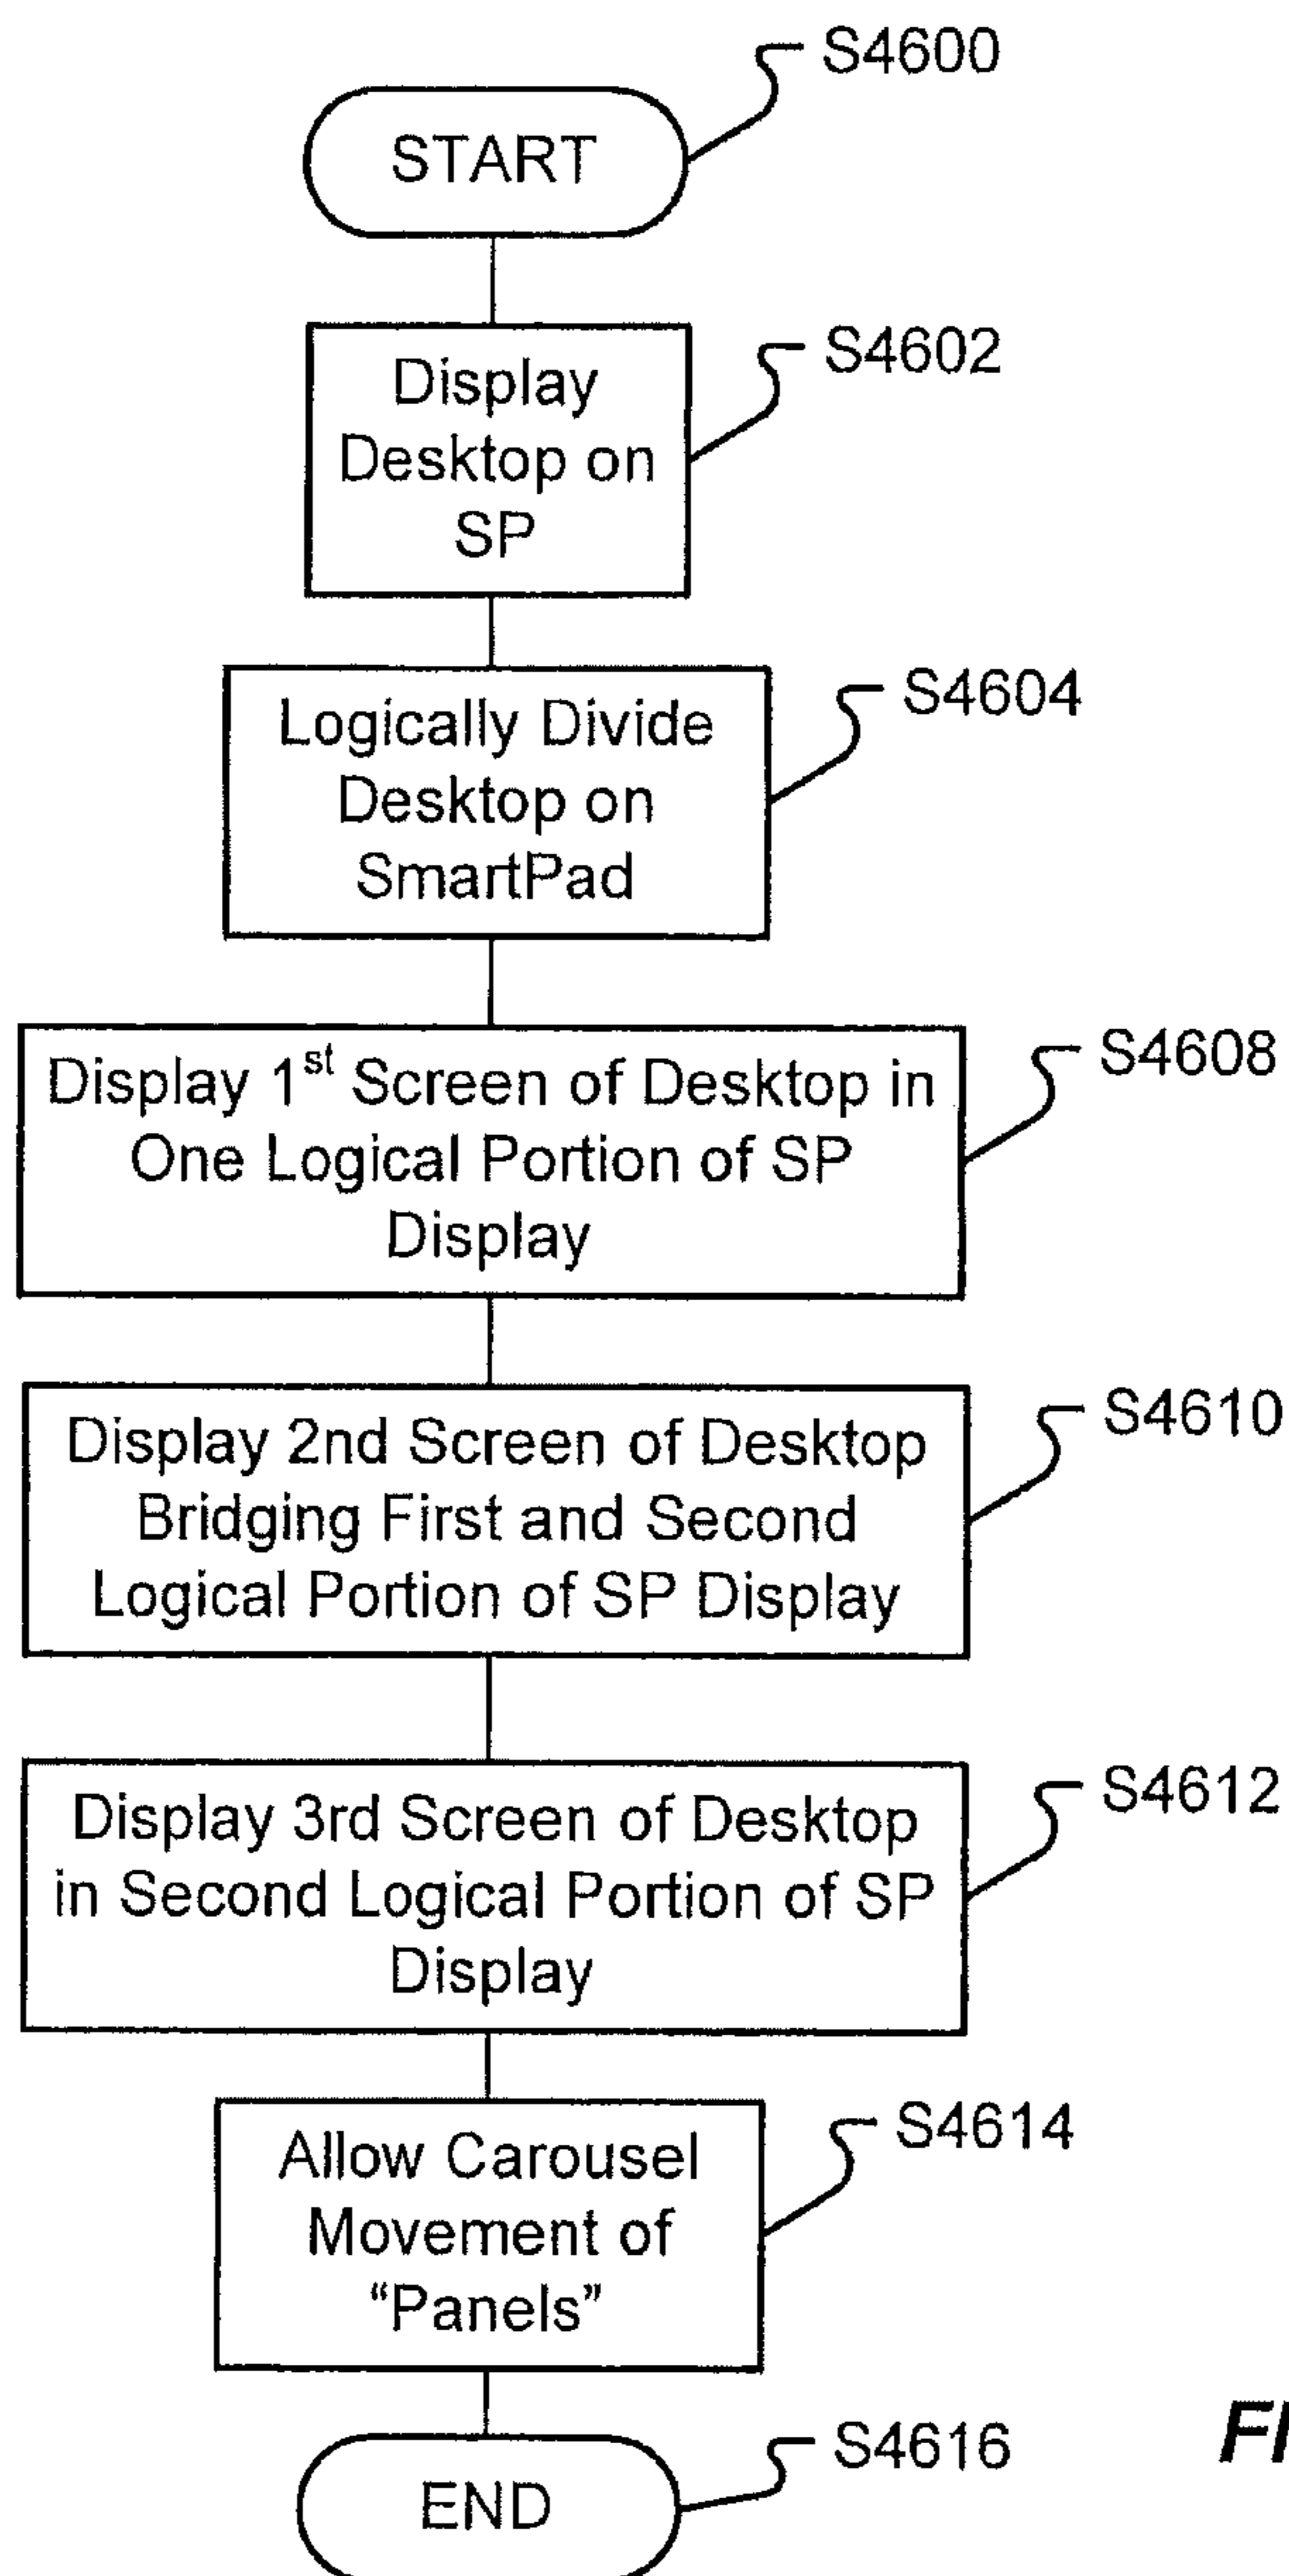 S4600
START
S4602
Display
Desktop on
SP
S4604
Logically Divide
Desktop on
SmartPad
S4608
Display 1st Screen of Desktop in
One Logical Portion of SP
Display
S4610
Display 2nd Screen of Desktop
Bridging First and Second
Logical Portion of SP Display
S4612
Display 3rd Screen of Desktop
in Second Logical Portion of SP
Display
S4614
Allow Carousel
Movement of
“Panels”
S4616
END